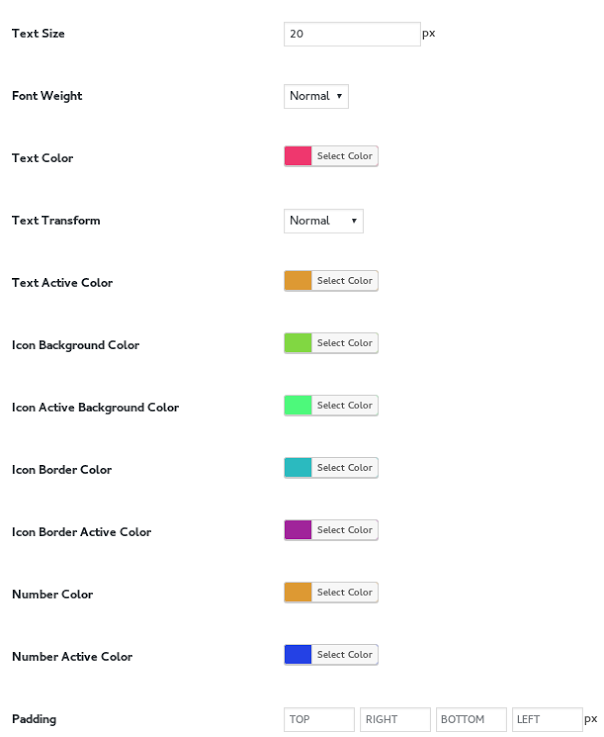 Text Size 20 px
Font Weight Normal
Text Color Select Color
Text Transform Normal
Text Active Color Select Color
Icon Background Color Select Color
Icon Active Background Color Select Color
Icon Border Color Select Color
Icon Border Active Color Select Color
Number Color Select Color
Number Active Color Select Color
Padding TOP RIGHT BOTTOM LEFT px